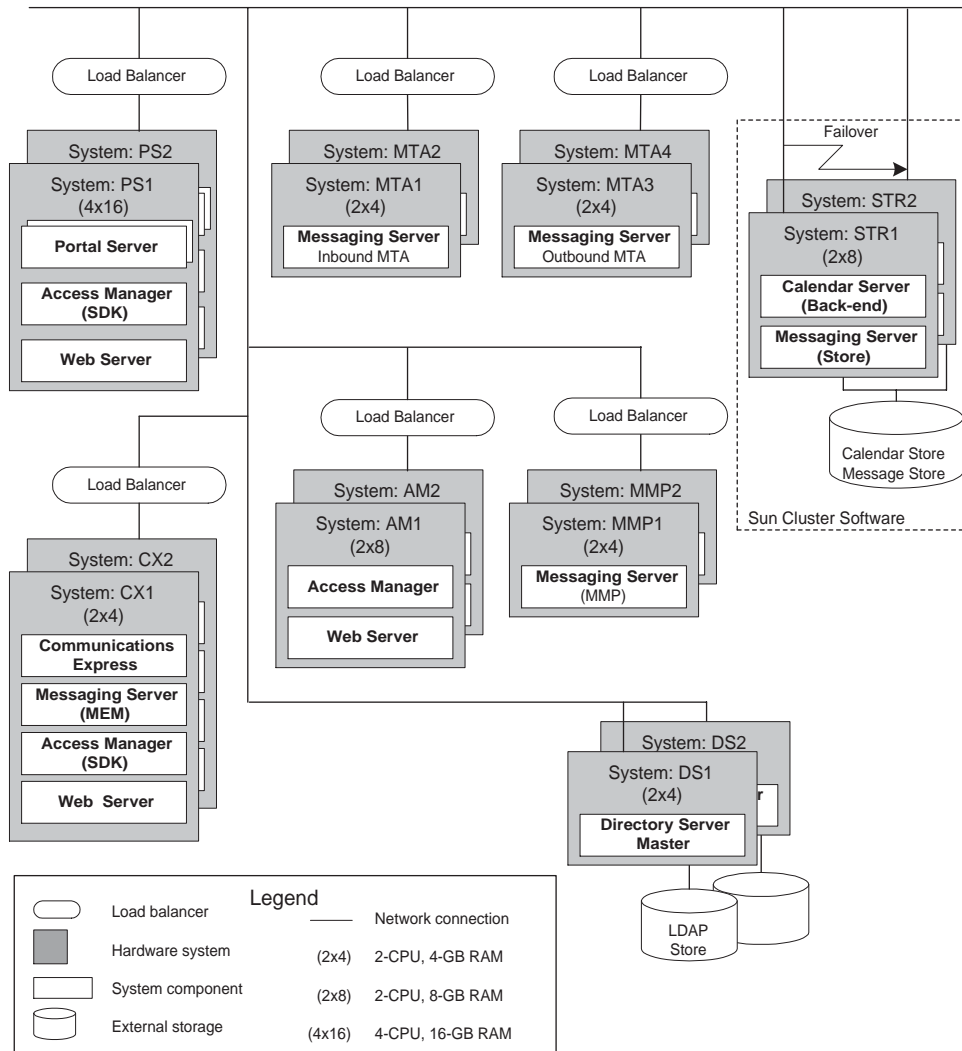 Load Balancer
Load Balancer
Load Balancer
Failover
System: PS2
System: PS1
(4x16)
Portal Server
Access Manager
(SDK)
Web Server
System: MTA2
System: MTA1
(2x4)
Messaging Server
Inbound MTA
System: MTA4
System: MTA3
(2x4)
Messaging Server
Outbound MTA
System: STR2
System: STR1
(2x8)
Calendar Server
(Back-end)
Messaging Server
(Store)
Calendar Store
Message Store
Sun Cluster Software
Load Balancer
Load Balancer
Load Balancer
System: CX2
System: CX1
(2x4)
Communications
Express
Messaging Server
(MEM)
Access Manager
(SDK)
Web Server
System: AM2
System: AM1
(2x8)
Access Manager
Web Server
System: MMP2
System: MMP1
(2x4)
Messaging Server
(MMP)
System: DS2
System: DS1
(2x4)
r
Directory Server
Master
LDAP
Store
Legend
Load balancer
Hardware system
System component
External storage
Network connection
(2x4) 2-CPU, 4-GB RAM
(2x8) 2-CPU, 8-GB RAM
(4x16) 4-CPU, 16-GB RAM